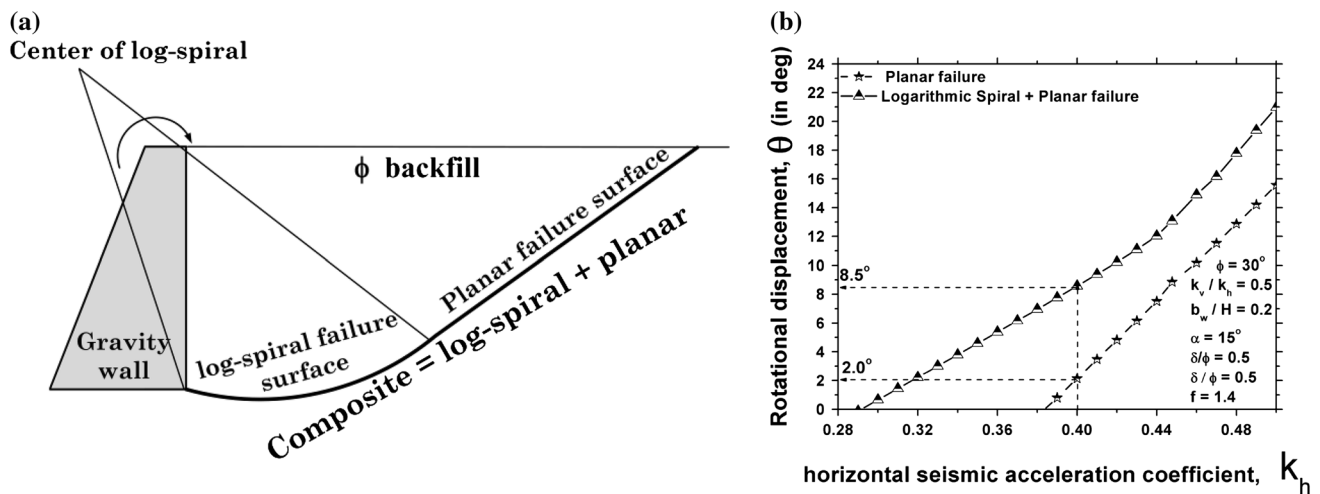 (a)
Center of log-spiral
ϕ backfill
Gravity
wall
log-spiral failure
surface
Planar failure surface
Composite = log-spiral + planar
(b)
Rotational displacement, θ (in deg)
24
22
20
18
16
14
12
10
8
6
4
2
0
Planar failure
Logarithmic Spiral + Planar failure
8.5°
2.0°
ϕ = 30°
k_v / k_h = 0.5
b_w / H = 0.2
α = 15°
δ/ϕ = 0.5
δ / ϕ = 0.5
f = 1.4
0.28 0.32 0.36 0.40 0.44 0.48
horizontal seismic acceleration coefficient, k_h